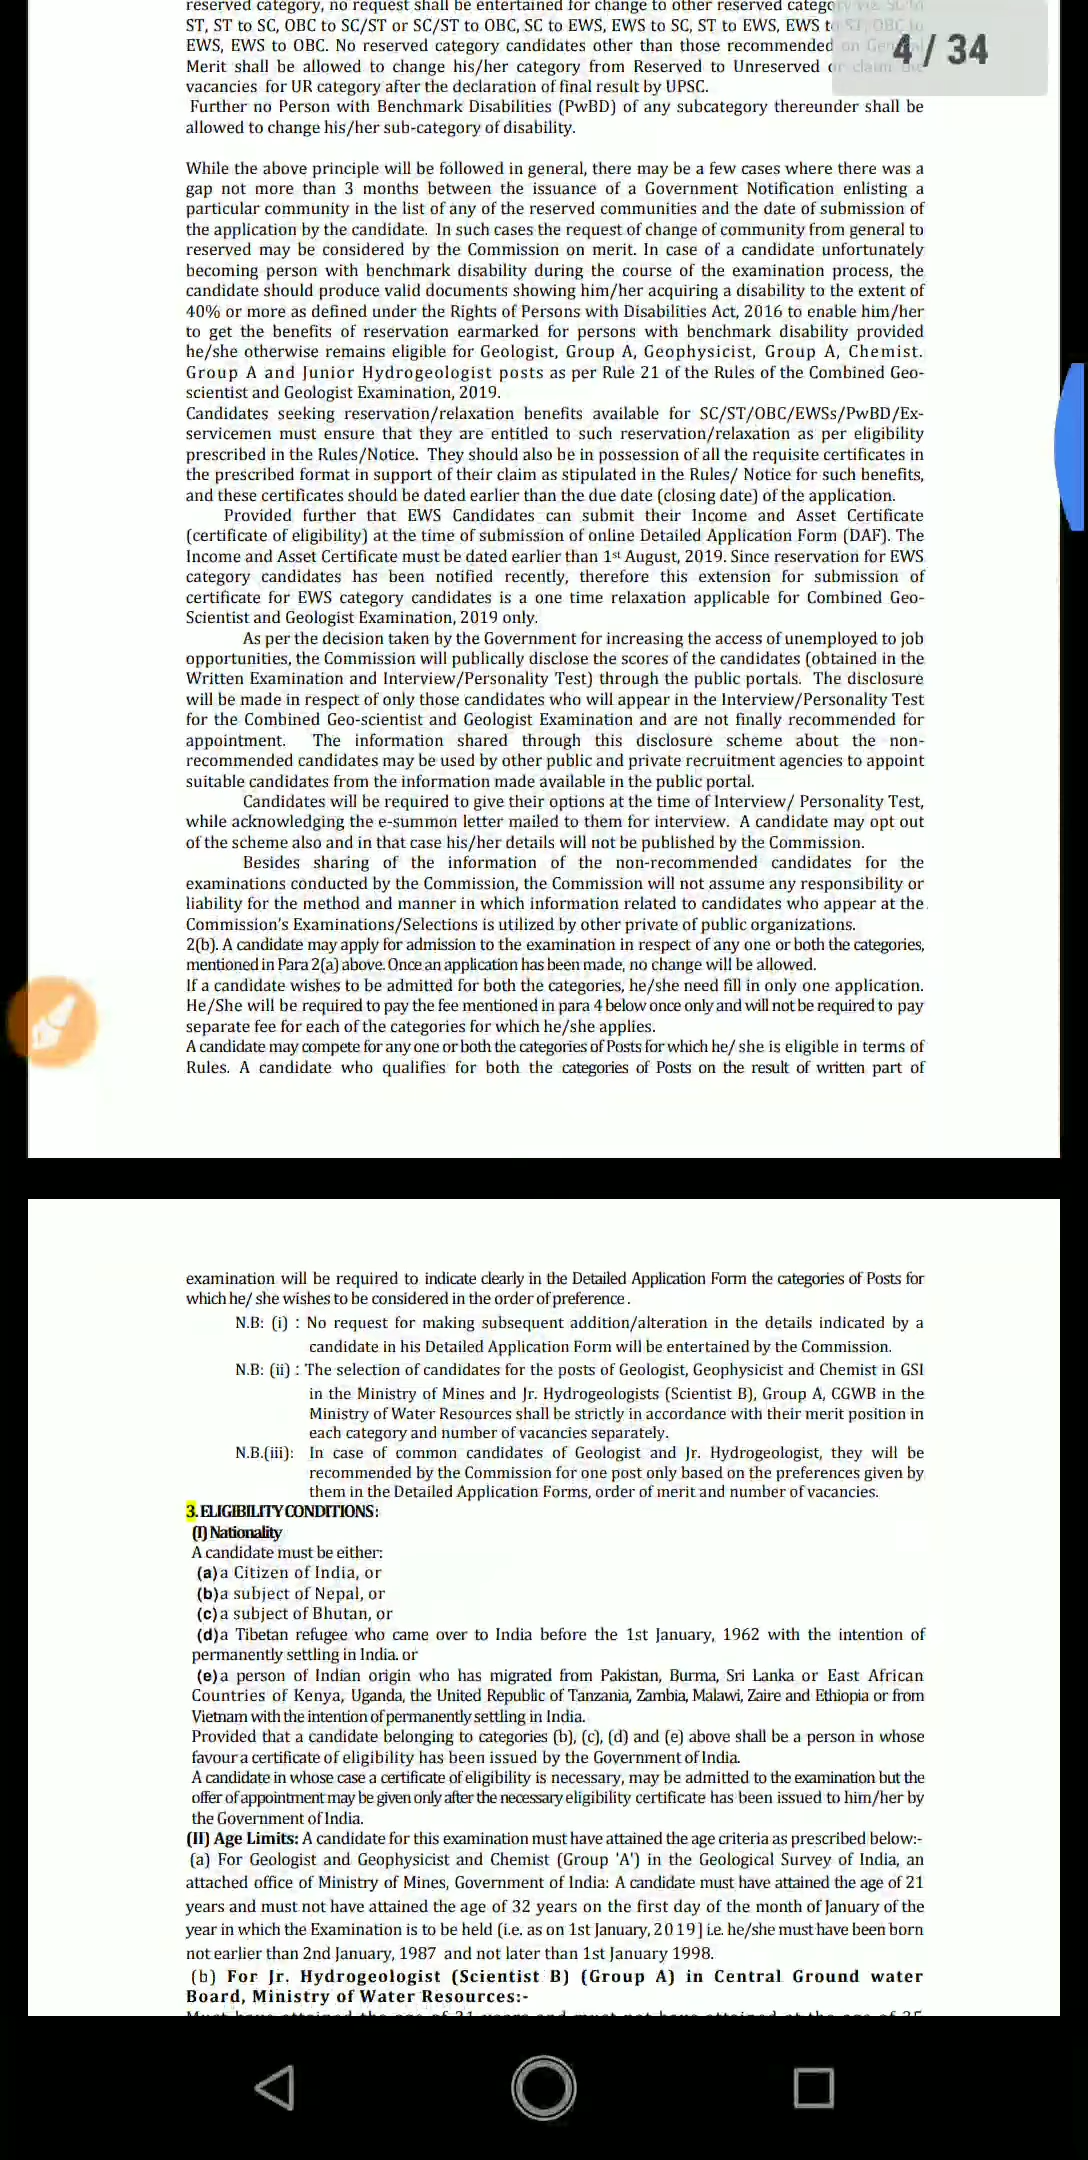 reserved category, no request shall be entertained for change to other reserved category viz. SC to
ST, ST to SC, OBC to SC/ST or SC/ST to OBC, SC to EWS, EWS to SC, ST to EWS, EWS to ST, OBC to
EWS, EWS to OBC. No reserved category candidates other than those recommended on General
4 / 34
Merit shall be allowed to change his/her category from Reserved to Unreserved or claim the
vacancies for UR category after the declaration of final result by UPSC.
Further no Person with Benchmark Disabilities (PwBD) of any subcategory thereunder shall be
allowed to change his/her sub-category of disability.
While the above principle will be followed in general, there may be a few cases where there was a
gap not more than 3 months between the issuance of a Government Notification enlisting a
particular community in the list of any of the reserved communities and the date of submission of
the application by the candidate. In such cases the request of change of community from general to
reserved may be considered by the Commission on merit. In case of a candidate unfortunately
becoming person with benchmark disability during the course of the examination process, the
candidate should produce valid documents showing him/her acquiring a disability to the extent of
40% or more as defined under the Rights of Persons with Disabilities Act, 2016 to enable him/her
to get the benefits of reservation earmarked for persons with benchmark disability provided
he/she otherwise remains eligible for Geologist, Group A, Geophysicist, Group A, Chemist.
Group A and Junior Hydrogeologist posts as per Rule 21 of the Rules of the Combined Geo-
scientist and Geologist Examination, 2019.
Candidates seeking reservation/relaxation benefits available for SC/ST/OBC/EWSs/PwBD/Ex-
servicemen must ensure that they are entitled to such reservation/relaxation as per eligibility
prescribed in the Rules/Notice. They should also be in possession of all the requisite certificates in
the prescribed format in support of their claim as stipulated in the Rules/ Notice for such benefits,
and these certificates should be dated earlier than the due date (closing date) of the application.
Provided further that EWS Candidates can submit their Income and Asset Certificate
(certificate of eligibility) at the time of submission of online Detailed Application Form (DAF). The
Income and Asset Certificate must be dated earlier than 1st August, 2019. Since reservation for EWS
category candidates has been notified recently, therefore this extension for submission of
certificate for EWS category candidates is a one time relaxation applicable for Combined Geo-
Scientist and Geologist Examination, 2019 only.
As per the decision taken by the Government for increasing the access of unemployed to job
opportunities, the Commission will publically disclose the scores of the candidates (obtained in the
Written Examination and Interview/Personality Test) through the public portals. The disclosure
will be made in respect of only those candidates who will appear in the Interview/Personality Test
for the Combined Geo-scientist and Geologist Examination and are not finally recommended for
appointment. The information shared through this disclosure scheme about the non-
recommended candidates may be used by other public and private recruitment agencies to appoint
suitable candidates from the information made available in the public portal.
Candidates will be required to give their options at the time of Interview/ Personality Test,
while acknowledging the e-summon letter mailed to them for interview. A candidate may opt out
of the scheme also and in that case his/her details will not be published by the Commission.
Besides sharing of the information of the non-recommended candidates for the
examinations conducted by the Commission, the Commission will not assume any responsibility or
liability for the method and manner in which information related to candidates who appear at the
Commission's Examinations/Selections is utilized by other private of public organizations.
2(b). A candidate may apply for admission to the examination in respect of any one or both the categories,
mentioned in Para 2(a) above. Once an application has been made, no change will be allowed.
If a candidate wishes to be admitted for both the categories, he/she need fill in only one application.
He/She will be required to pay the fee mentioned in para 4 below once only and will not be required to pay
separate fee for each of the categories for which he/she applies.
A candidate may compete for any one or both the categories of Posts for which he/ she is eligible in terms of
Rules. A candidate who qualifies for both the categories of Posts on the result of written part of
examination will be required to indicate clearly in the Detailed Application Form the categories of Posts for
which he/ she wishes to be considered in the order of preference .
N.B: (i) : No request for making subsequent addition/alteration in the details indicated by a
candidate in his Detailed Application Form will be entertained by the Commission.
N.B: (ii) : The selection of candidates for the posts of Geologist, Geophysicist and Chemist in GSI
in the Ministry of Mines and Jr. Hydrogeologists (Scientist B), Group A, CGWB in the
Ministry of Water Resources shall be strictly in accordance with their merit position in
each category and number of vacancies separately.
N.B.(iii): In case of common candidates of Geologist and Jr. Hydrogeologist, they will be
recommended by the Commission for one post only based on the preferences given by
them in the Detailed Application Forms, order of merit and number of vacancies.
3. ELIGIBILITY CONDITIONS:
(I) Nationality
A candidate must be either:
(a) a Citizen of India, or
(b) a subject of Nepal, or
(c) a subject of Bhutan, or
(d) a Tibetan refugee who came over to India before the 1st January, 1962 with the intention of
permanently settling in India. or
(e) a person of Indian origin who has migrated from Pakistan, Burma, Sri Lanka or East African
Countries of Kenya, Uganda, the United Republic of Tanzania, Zambia, Malawi, Zaire and Ethiopia or from
Vietnam with the intention of permanently settling in India.
Provided that a candidate belonging to categories (b), (c), (d) and (e) above shall be a person in whose
favour a certificate of eligibility has been issued by the Government of India.
A candidate in whose case a certificate of eligibility is necessary, may be admitted to the examination but the
offer of appointment may be given only after the necessary eligibility certificate has been issued to him/her by
the Government of India.
(II) Age Limits: A candidate for this examination must have attained the age criteria as prescribed below:-
(a) For Geologist and Geophysicist and Chemist (Group 'A') in the Geological Survey of India, an
attached office of Ministry of Mines, Government of India: A candidate must have attained the age of 21
years and must not have attained the age of 32 years on the first day of the month of January of the
year in which the Examination is to be held (i.e. as on 1st January, 2019] i.e. he/she must have been born
not earlier than 2nd January, 1987 and not later than 1st January 1998.
(b) For Jr. Hydrogeologist (Scientist B) (Group A) in Central Ground water
Board, Ministry of Water Resources:-